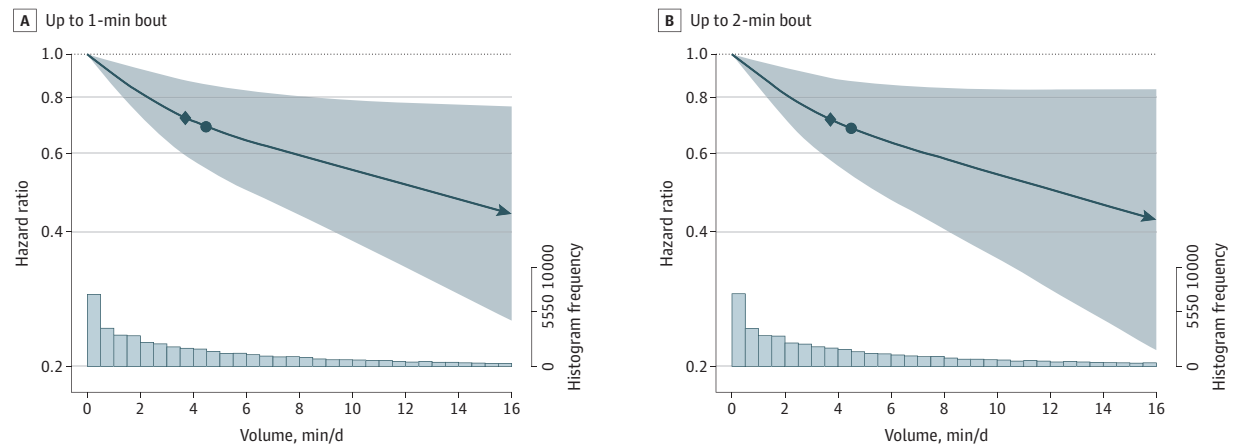 A Up to 1-min bout
1.0
0.8
0.6
0.4
0.2
Hazard ratio
0 2 4 6 8 10 12 14 16
Volume, min/d
0 5550 10000
Histogram frequency
B Up to 2-min bout
1.0
0.8
0.6
0.4
0.2
Hazard ratio
0 2 4 6 8 10 12 14 16
Volume, min/d
0 5550 10000
Histogram frequency